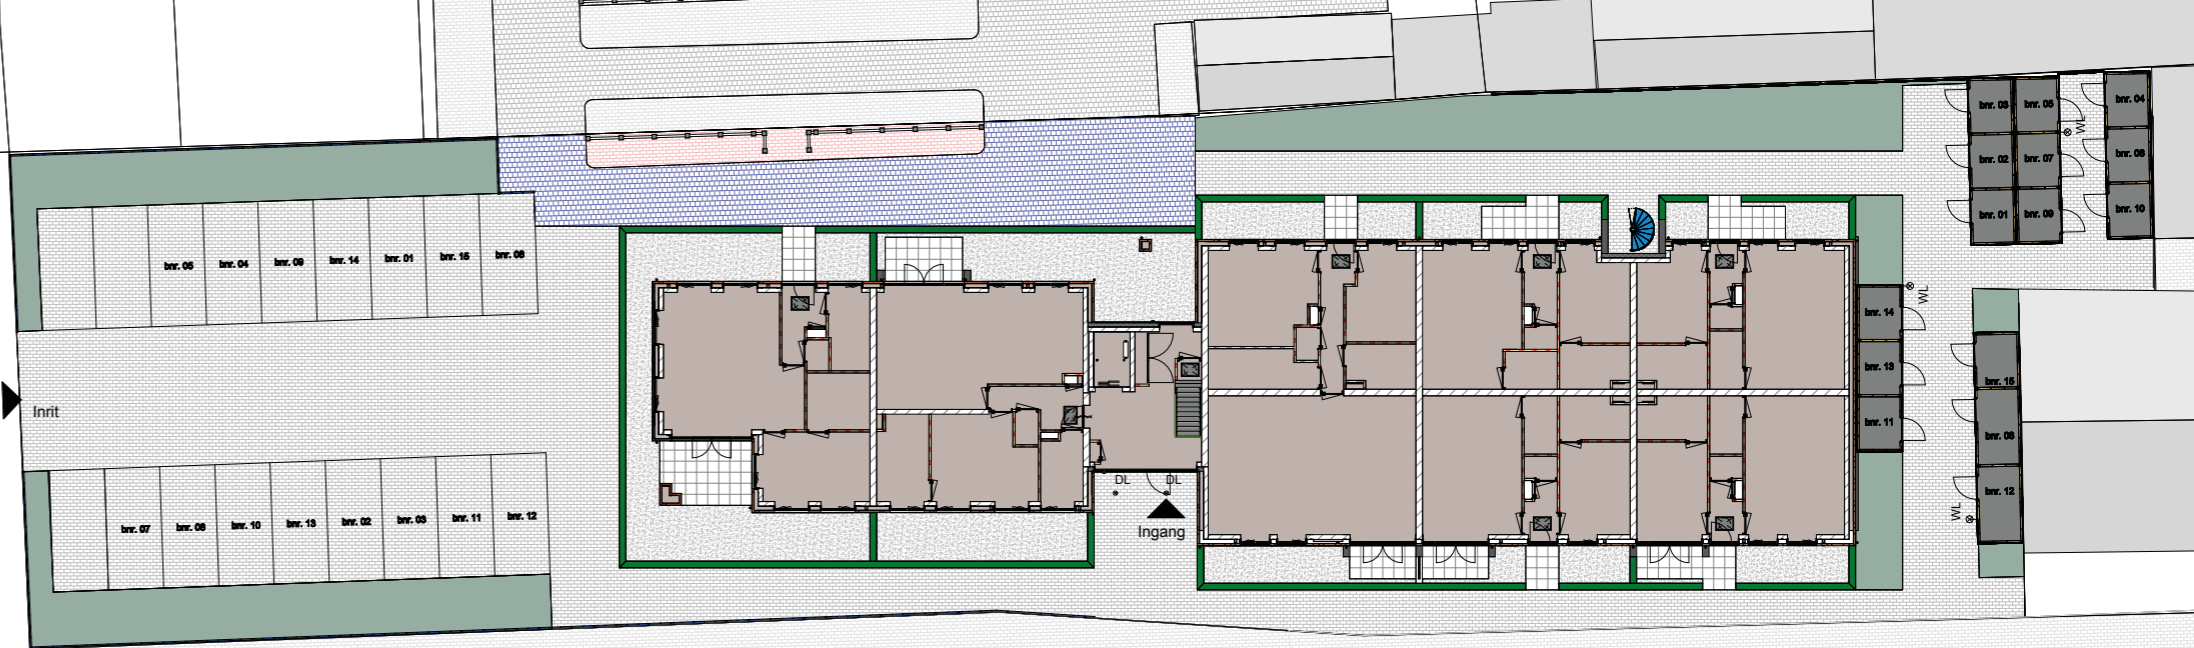 bnr. 03
bnr. 05
bnr. 04
WL
bnr. 02
bnr. 07
bnr. 08
bnr. 01
bnr. 09
bnr. 10
bnr. 05
bnr. 04
bnr. 09
bnr. 14
bnr. 01
bnr. 15
bnr. 08
WL
bnr. 14
bnr. 13
bnr. 15
Inrit
bnr. 11
bnr. 08
DL
DL
bnr. 12
WL
bnr. 07
bnr. 08
bnr. 10
bnr. 13
bnr. 02
bnr. 03
bnr. 11
bnr. 12
Ingang